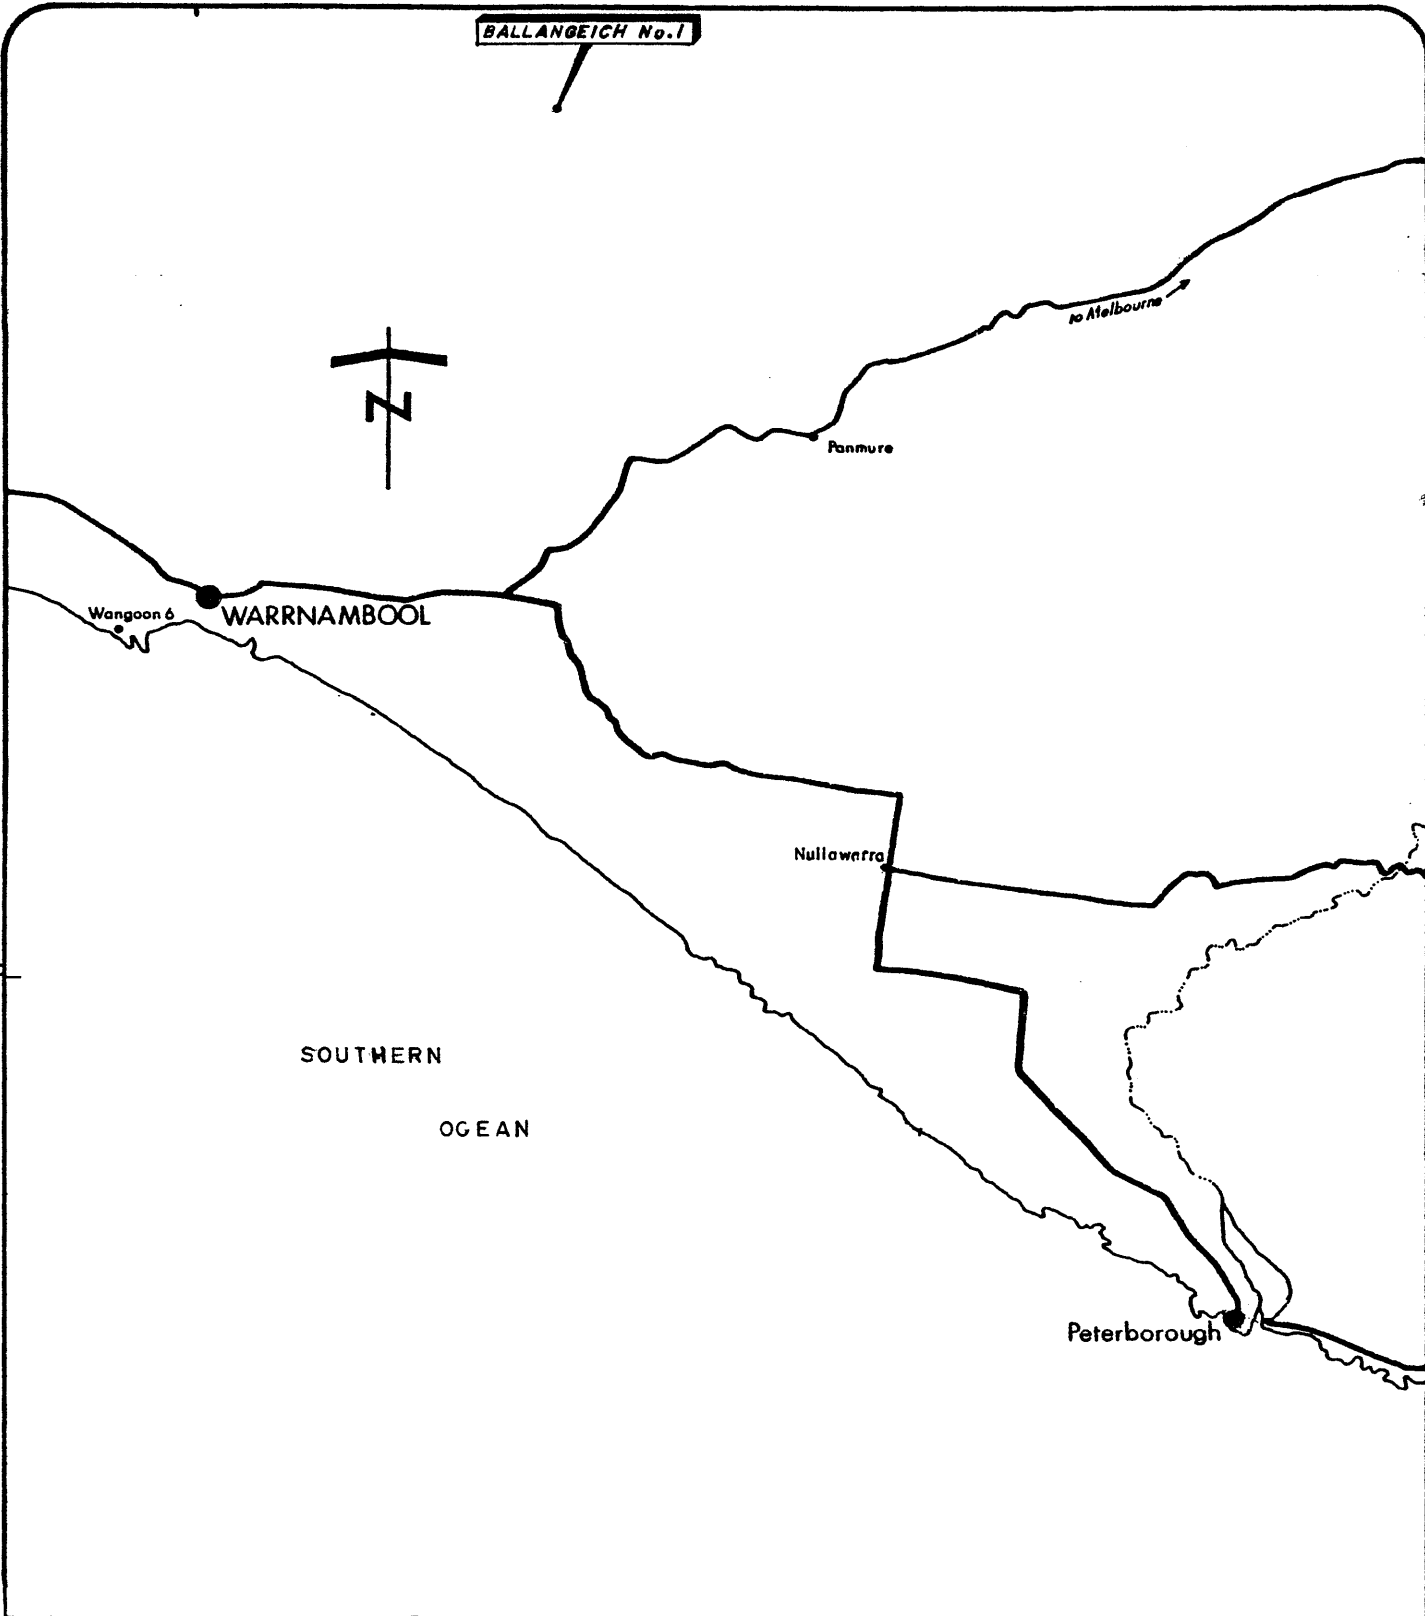 BALLANGEICH No.1
to Melbourne
N
Panmure
Wangoon 6
WARRNAMBOOL
Nullawarra
SOUTHERN
OCEAN
Peterborough